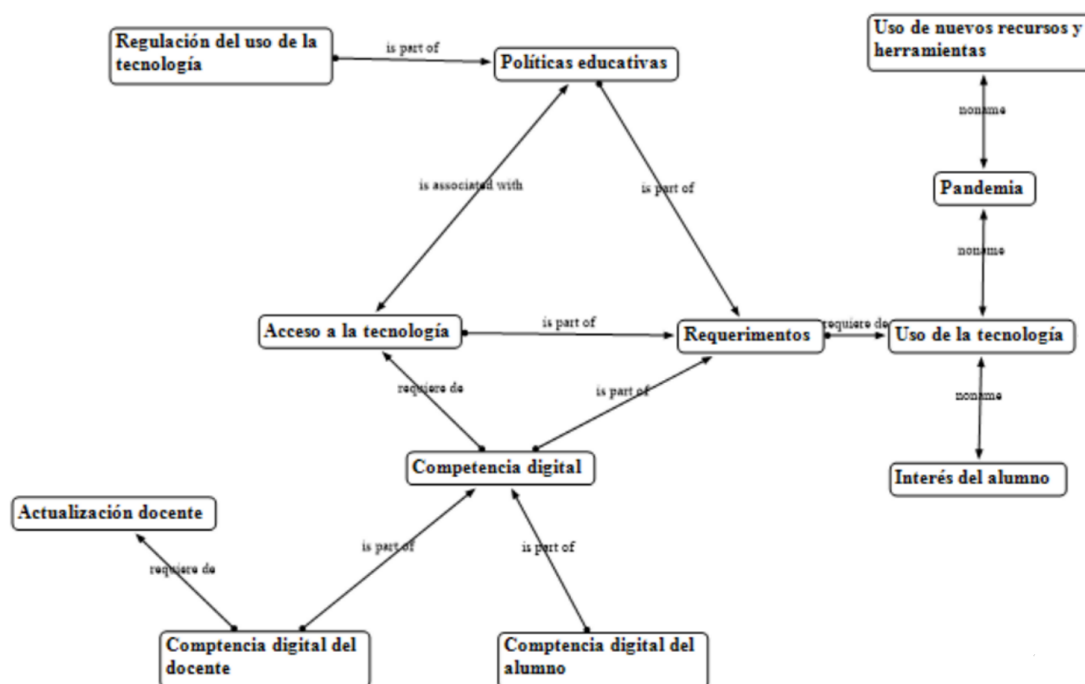 Regulación del uso de la
tecnología
is part of
Políticas educativas
Uso de nuevos recursos y
herramientas
noname
is associated with
is part of
Pandemia
noname
Acceso a la tecnología
is part of
Requerimentos
requiere de
Uso de la tecnología
requiere de
is part of
noname
Competencia digital
Interés del alumno
Actualización docente
is part of
is part of
requiere de
Comptencia digital del
docente
Comptencia digital del
alumno